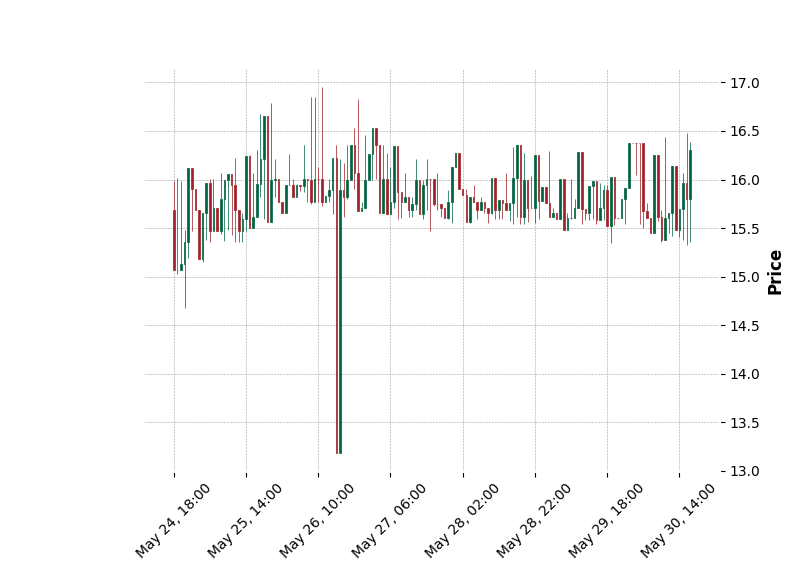 17.0
16.5
16.0
15.5
15.0
14.5
14.0
13.5
13.0
Price
May 24, 18:00
May 25, 14:00
May 26, 10:00
May 27, 06:00
May 28, 02:00
May 28, 22:00
May 29, 18:00
May 30, 14:00